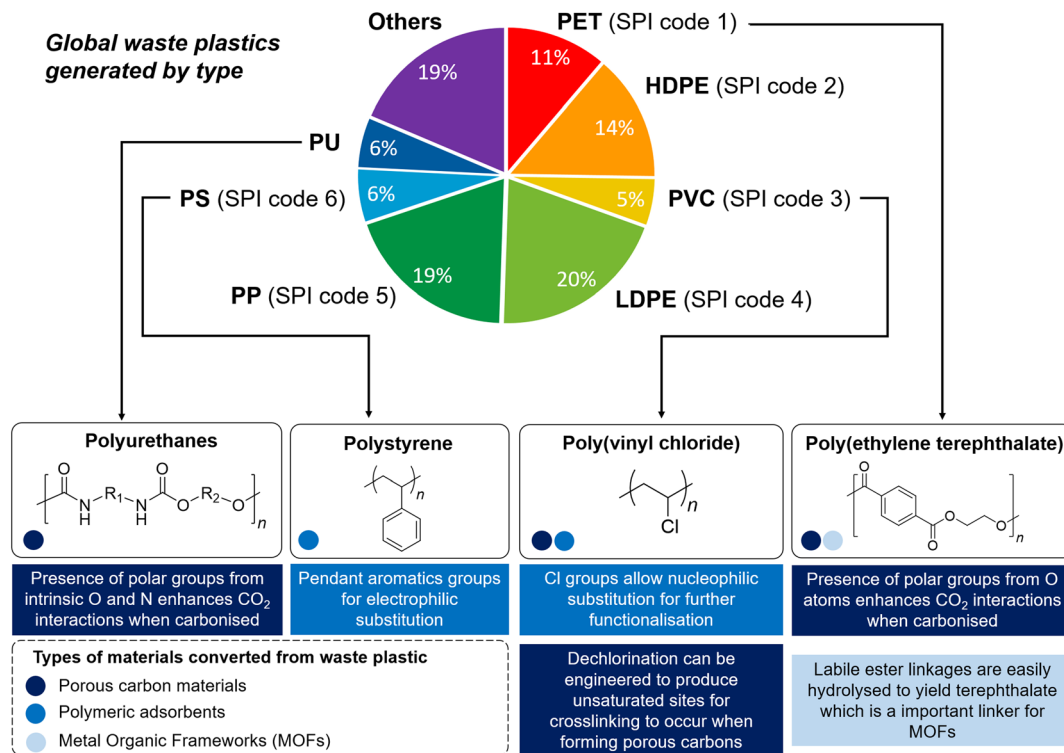 Global waste plastics
generated by type
Others
PET (SPI code 1)
19%
11%
HDPE (SPI code 2)
14%
PU
6%
PS (SPI code 6)
6%
5%
PVC (SPI code 3)
19%
20%
PP (SPI code 5)
LDPE (SPI code 4)
Polyurethanes
O
O
N
H
R1
N
H
O
R2
O
n
Polystyrene
n
Poly(vinyl chloride)
n
Cl
Poly(ethylene terephthalate)
O
O
O
O
n
Presence of polar groups from
intrinsic O and N enhances CO2
interactions when carbonised
Pendant aromatics groups
for electrophilic
substitution
Cl groups allow nucleophilic
substitution for further
functionalisation
Presence of polar groups from O
atoms enhances CO2 interactions
when carbonised
Types of materials converted from waste plastic
Porous carbon materials
Polymeric adsorbents
Metal Organic Frameworks (MOFs)
Dechlorination can be
engineered to produce
unsaturated sites for
crosslinking to occur when
forming porous carbons
Labile ester linkages are easily
hydrolysed to yield terephthalate
which is a important linker for
MOFs